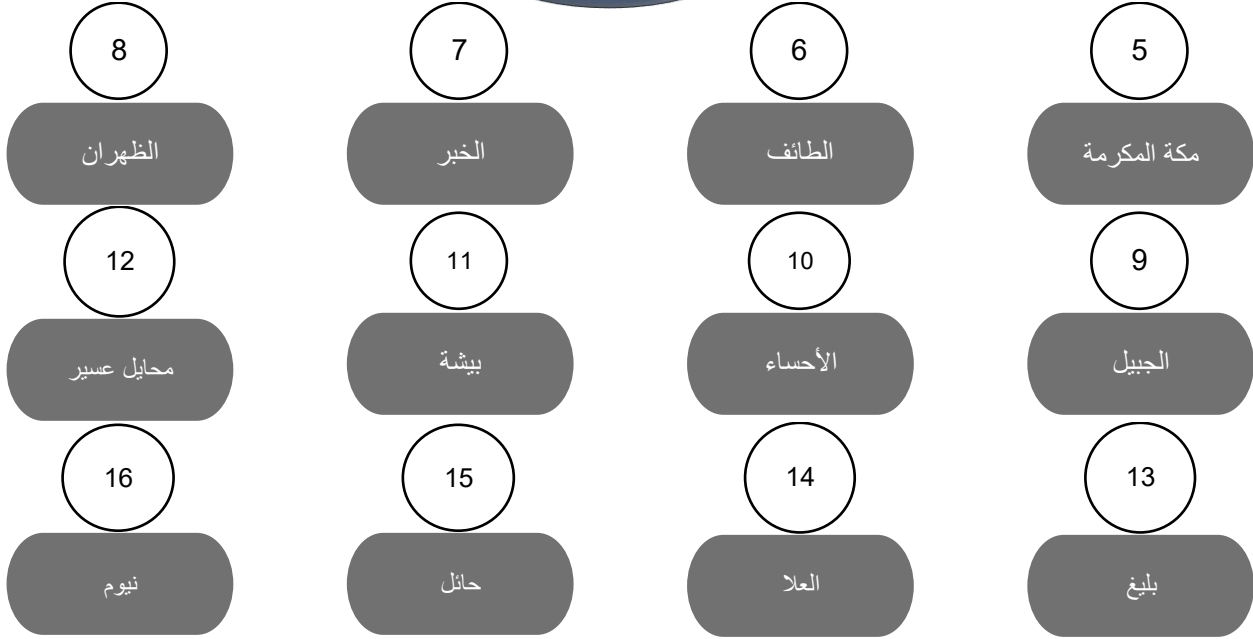 5
مكة المكرمة
6
الطائف
7
الخبر
8
الظهران
9
الجبيل
10
الأحساء
11
بيشة
12
محايل عسير
13
بليغ
14
العلا
15
حائل
16
نيوم